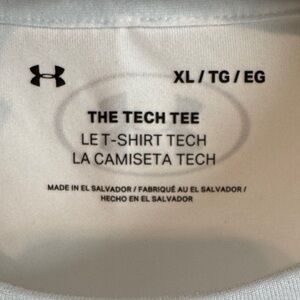 XL / TG / EG
THE TECH TEE
LE T-SHIRT TECH
LA CAMISETA TECH
MADE IN EL SALVADOR / FABRIQUÉ AU EL SALVADOR /
HECHO EN EL SALVADOR